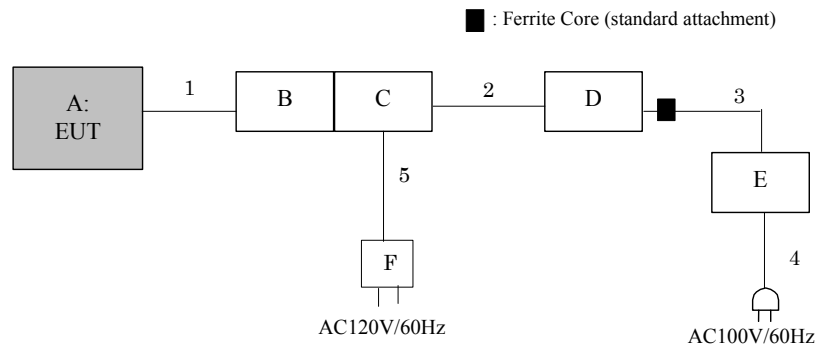 : Ferrite Core (standard attachment)
A:
EUT
1
B
C
2
D
3
E
5
4
F
AC120V/60Hz
AC100V/60Hz